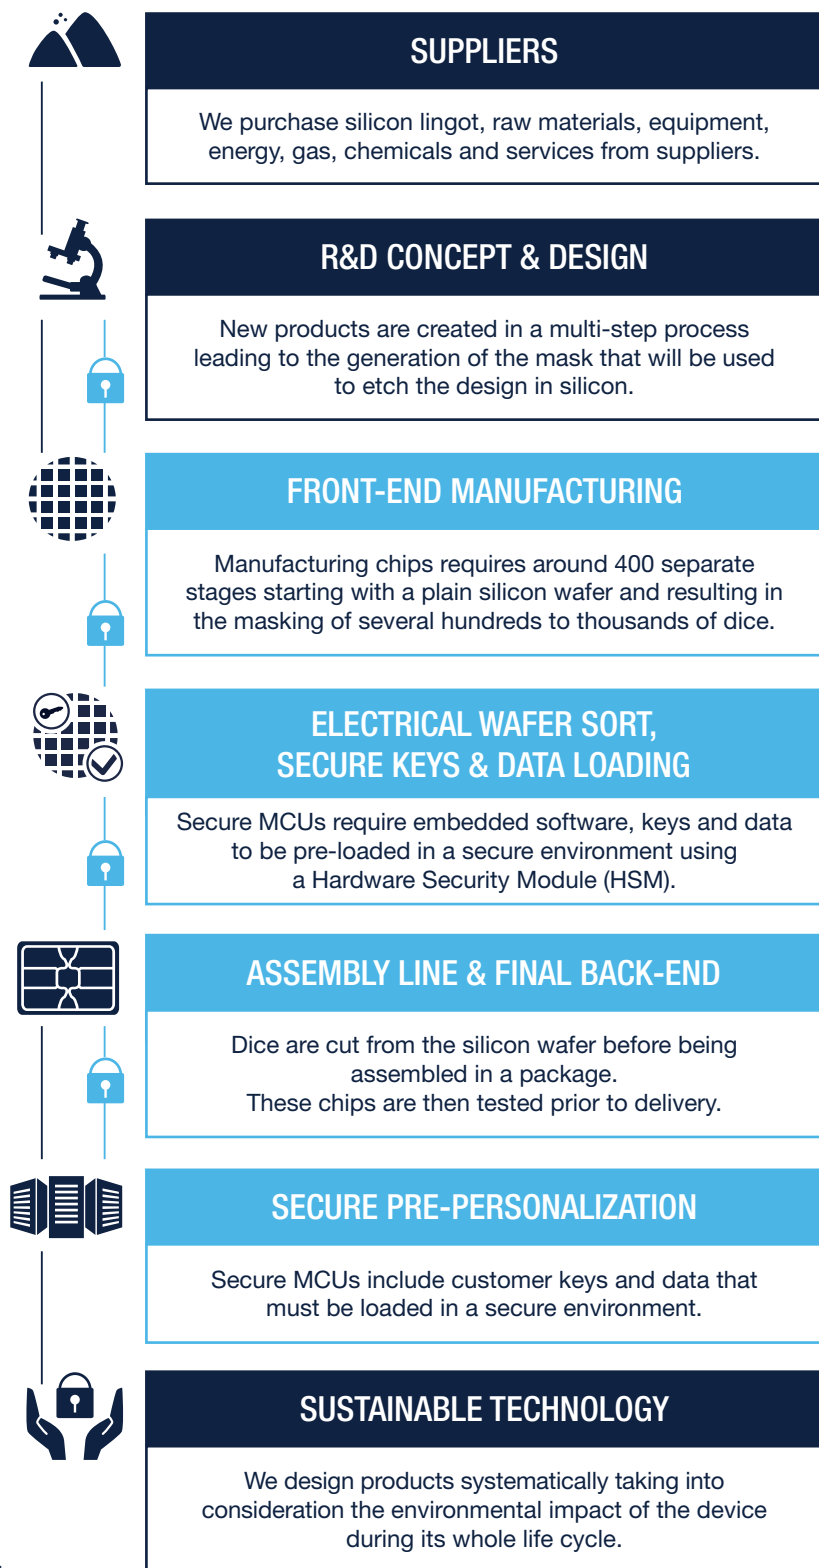 SUPPLIERS
We purchase silicon lingot, raw materials, equipment,
energy, gas, chemicals and services from suppliers.
R&D CONCEPT & DESIGN
New products are created in a multi-step process
leading to the generation of the mask that will be used
to etch the design in silicon.
FRONT-END MANUFACTURING
Manufacturing chips requires around 400 separate
stages starting with a plain silicon wafer and resulting in
the masking of several hundreds to thousands of dice.
ELECTRICAL WAFER SORT,
SECURE KEYS & DATA LOADING
Secure MCUs require embedded software, keys and data
to be pre-loaded in a secure environment using
a Hardware Security Module (HSM).
ASSEMBLY LINE & FINAL BACK-END
Dice are cut from the silicon wafer before being
assembled in a package.
These chips are then tested prior to delivery.
SECURE PRE-PERSONALIZATION
Secure MCUs include customer keys and data that
must be loaded in a secure environment.
SUSTAINABLE TECHNOLOGY
We design products systematically taking into
consideration the environmental impact of the device
during its whole life cycle.